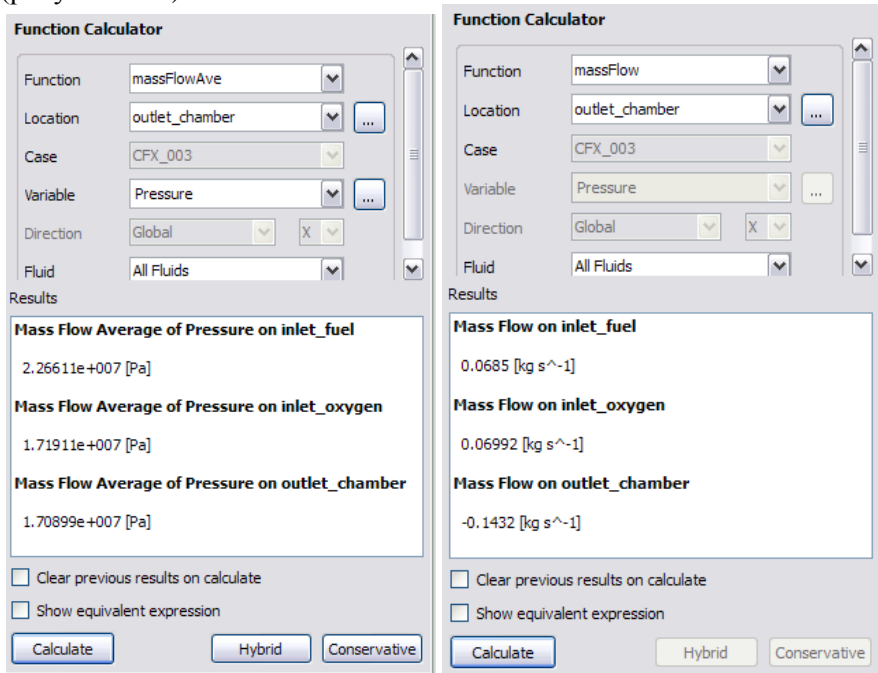 Function Calculator
Function massFlowAve
Location outlet_chamber ...
Case CFX_003
Variable Pressure ...
Direction Global X
Fluid All Fluids
Results
Mass Flow Average of Pressure on inlet_fuel
2.26611e+007 [Pa]
Mass Flow Average of Pressure on inlet_oxygen
1.71911e+007 [Pa]
Mass Flow Average of Pressure on outlet_chamber
1.70899e+007 [Pa]
Clear previous results on calculate
Show equivalent expression
Calculate Hybrid Conservative
Function Calculator
Function massFlow
Location outlet_chamber ...
Case CFX_003
Variable Pressure ...
Direction Global X
Fluid All Fluids
Results
Mass Flow on inlet_fuel
0.0685 [kg s^-1]
Mass Flow on inlet_oxygen
0.06992 [kg s^-1]
Mass Flow on outlet_chamber
-0.1432 [kg s^-1]
Clear previous results on calculate
Show equivalent expression
Calculate Hybrid Conservative